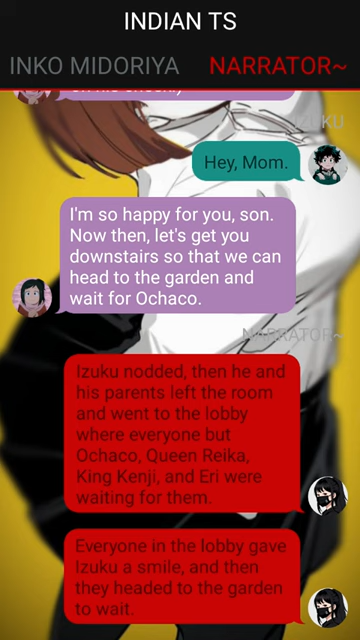 INDIAN TS
INKO MIDORIYA NARRATOR~
Hey, Mom.
I'm so happy for you, son.
Now then, let's get you
downstairs so that we can
head to the garden and
wait for Ochaco.
NARRATOR~
Izuku nodded, then he and
his parents left the room
and went to the lobby
where everyone but
Ochaco, Queen Reika,
King Kenji, and Eri were
waiting for them.
Everyone in the lobby gave
Izuku a smile, and then
they headed to the garden
to wait.